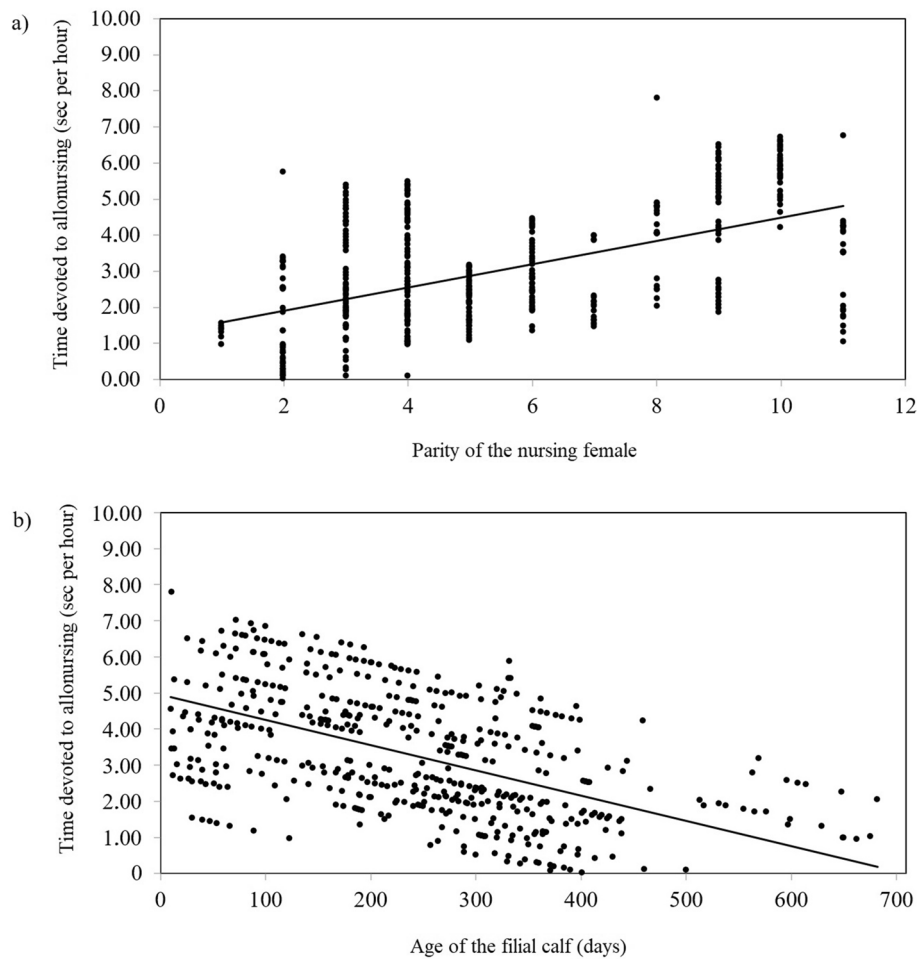 a)
Time devoted to allonursing (sec per hour)
10.00
9.00
8.00
7.00
6.00
5.00
4.00
3.00
2.00
1.00
0.00
0 2 4 6 8 10 12
Parity of the nursing female
b)
Time devoted to allonursing (sec per hour)
10.00
9.00
8.00
7.00
6.00
5.00
4.00
3.00
2.00
1.00
0
0 100 200 300 400 500 600 700
Age of the filial calf (days)